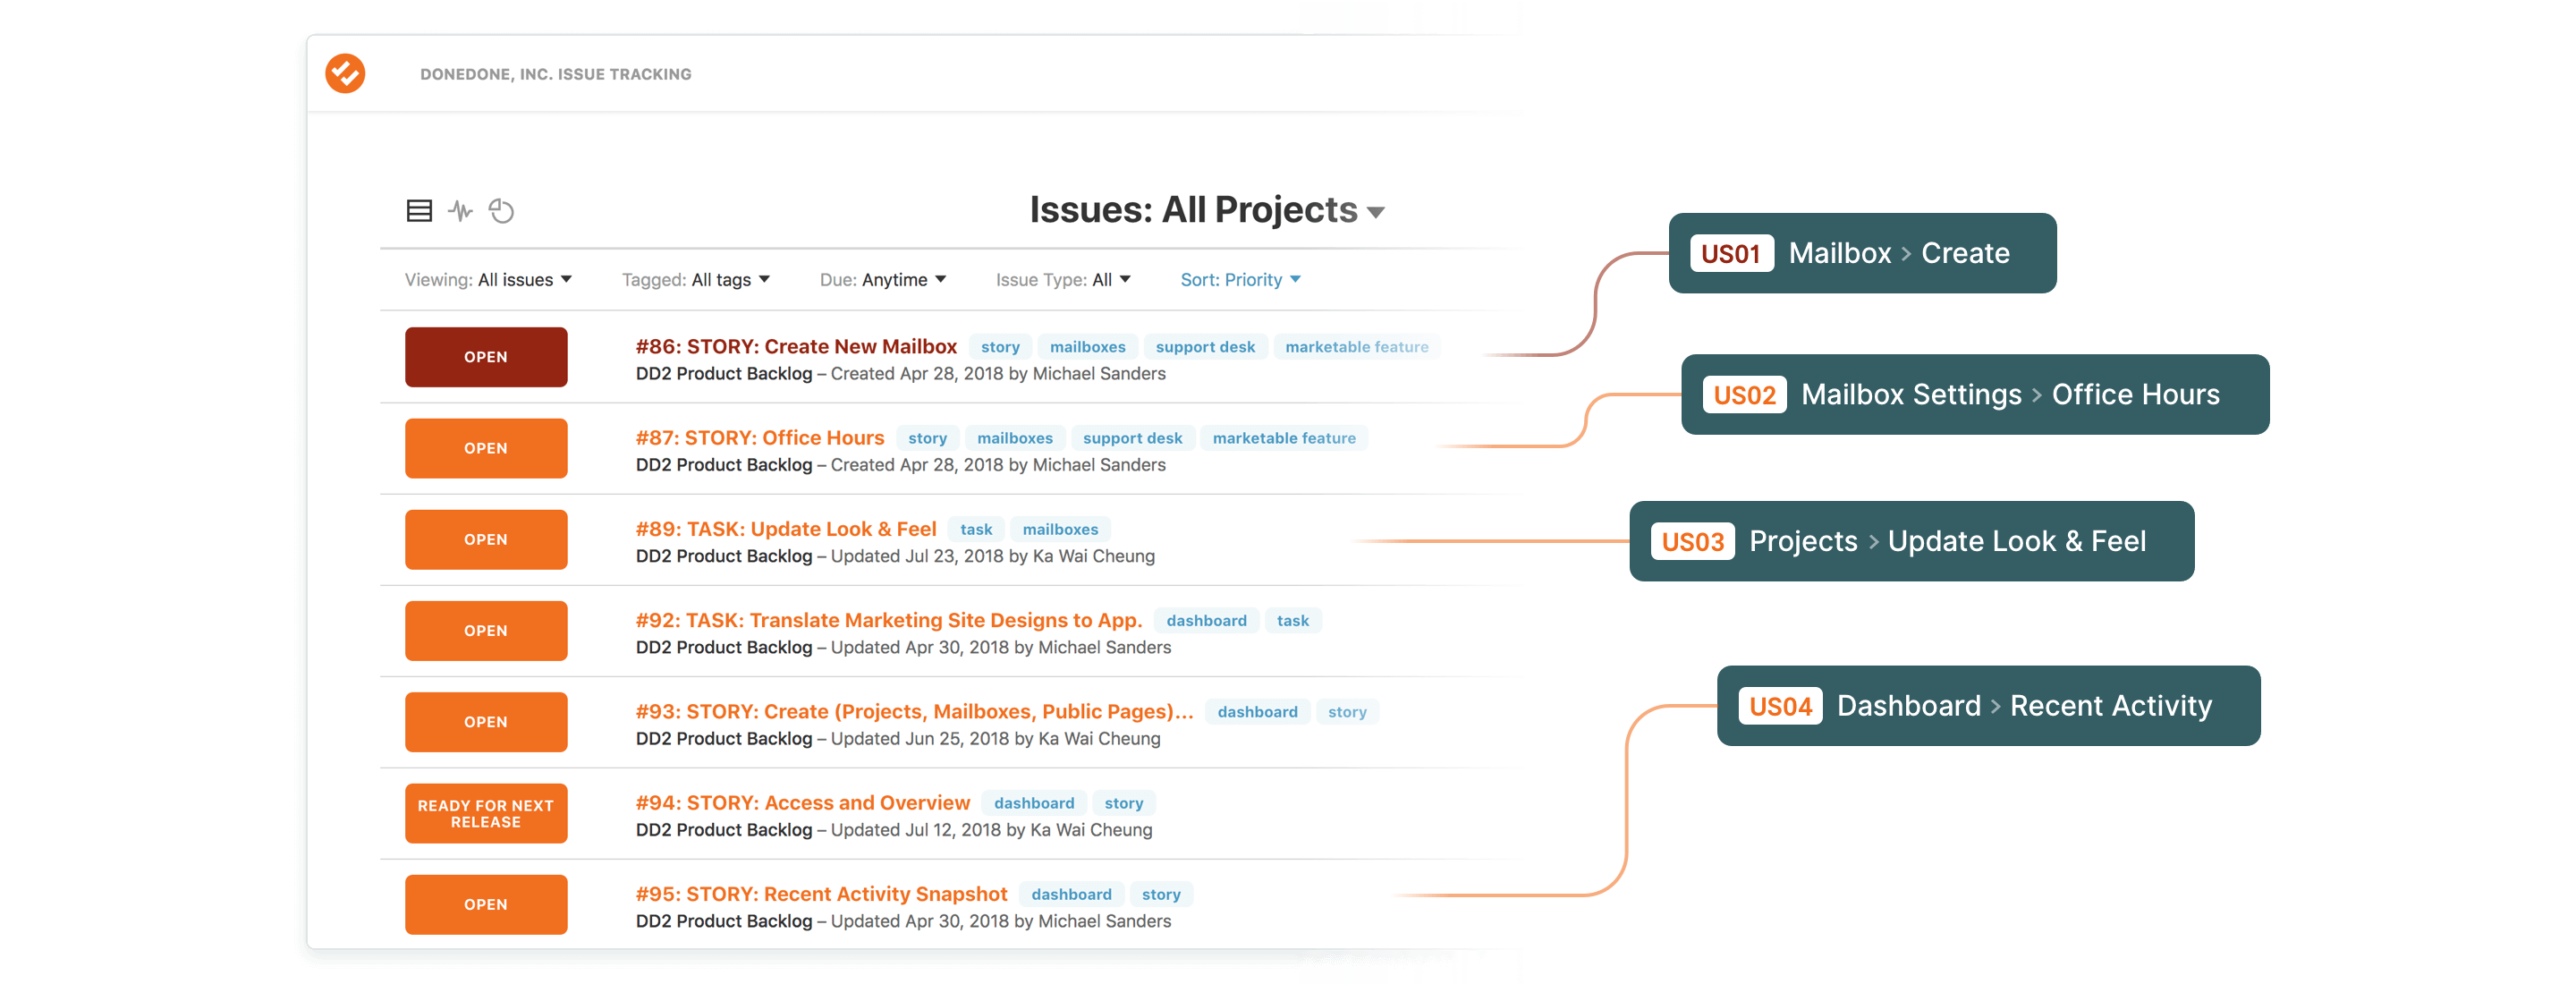 DONEDONE, INC. ISSUE TRACKING
Issues: All Projects
Viewing: All issues Tagged: All tags Due: Anytime Issue Type: All Sort: Priority
OPEN
#86: STORY: Create New Mailbox story mailboxes support desk marketable feature
DD2 Product Backlog – Created Apr 28, 2018 by Michael Sanders
OPEN
#87: STORY: Office Hours story mailboxes support desk marketable feature
DD2 Product Backlog – Created Apr 28, 2018 by Michael Sanders
OPEN
#89: TASK: Update Look & Feel task mailboxes
DD2 Product Backlog – Updated Jul 23, 2018 by Ka Wai Cheung
OPEN
#92: TASK: Translate Marketing Site Designs to App. dashboard task
DD2 Product Backlog – Updated Apr 30, 2018 by Michael Sanders
OPEN
#93: STORY: Create (Projects, Mailboxes, Public Pages)... dashboard story
DD2 Product Backlog – Updated Jun 25, 2018 by Ka Wai Cheung
READY FOR NEXT
RELEASE
#94: STORY: Access and Overview dashboard story
DD2 Product Backlog – Updated Jul 12, 2018 by Ka Wai Cheung
OPEN
#95: STORY: Recent Activity Snapshot dashboard story
DD2 Product Backlog – Updated Apr 30, 2018 by Michael Sanders
US01 Mailbox > Create
US02 Mailbox Settings > Office Hours
US03 Projects > Update Look & Feel
US04 Dashboard > Recent Activity